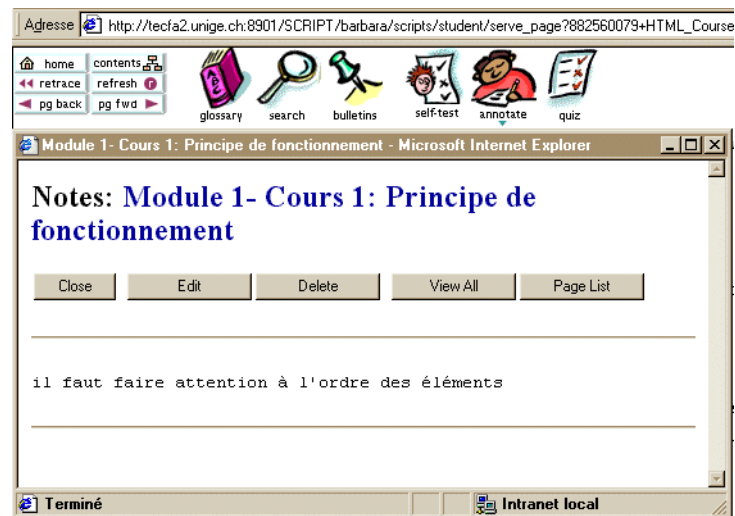 Adresse http://tecfa2.unige.ch:8901/SCRIPT/barbara/scripts/student/serve_page?882560079+HTML_Course
home contents
retrace refresh
pg back pg fwd
glossary search bulletins self-test annotate quiz
Module 1- Cours 1: Principe de fonctionnement - Microsoft Internet Explorer
Notes: Module 1- Cours 1: Principe de
fonctionnement
Close Edit Delete View All Page List
il faut faire attention à l'ordre des éléments
Terminé Intranet local